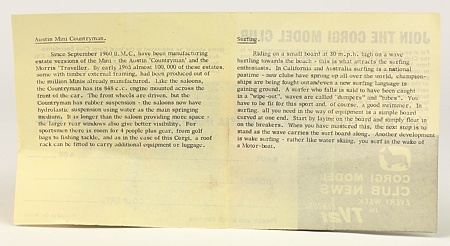 Austin Mini Countryman.
Since September 1960 B.M.C. have been manufacturing
estate versions of the Mini - the Austin 'Countryman' and the
Morris 'Traveller'. By early 1965 almost 100,000 of these estates,
some with timber external framing, had been produced out of
the million Minis already manufactured. Like the saloons,
the Countryman has its 848 c.c. engine mounted across the
front of the car. The front wheels are driven, but the
Countryman has rubber suspension - the saloons now have
hydrolastic suspension using water as the main springing
medium. It is longer than the saloon providing more space -
the larger rear windows also give better visibility. For
sportsmen there is room for 4 people plus gear, from golf
bags to fishing tackle, and as in the case of this Corgi, a roof
rack can be fitted to carry additional equipment or luggage.
Surfing.
Riding on a small board at 30 m.p.h. high on a wave
hurtling towards the beach - this is what attracts the surfing
enthusiasts. In California and Australia surfing is a national
pastime - now clubs have sprung up all over the world, champion-
ships are being fought out and even a new surfing language is
gaining ground. A surfer who falls is said to have been caught
in a "wipe-out", waves are called "dumpers" and "tubes". You
have to be fit for this sport and, of course, a good swimmer. In
surfing, all you need in the way of equipment is a simple board
curved at one end. Start by laying on the board and simply float in
on the breakers. When you have mastered this, the next step is to
stand as the wave carries the surf board along. Another development
is wake surfing - rather like water skiing, you surf in the wake of
a Motor-boat.
JOIN THE CORGI MODEL CLUB
CORGI MODEL
CLUB NEWS
EVERY WEEK
IN TV21